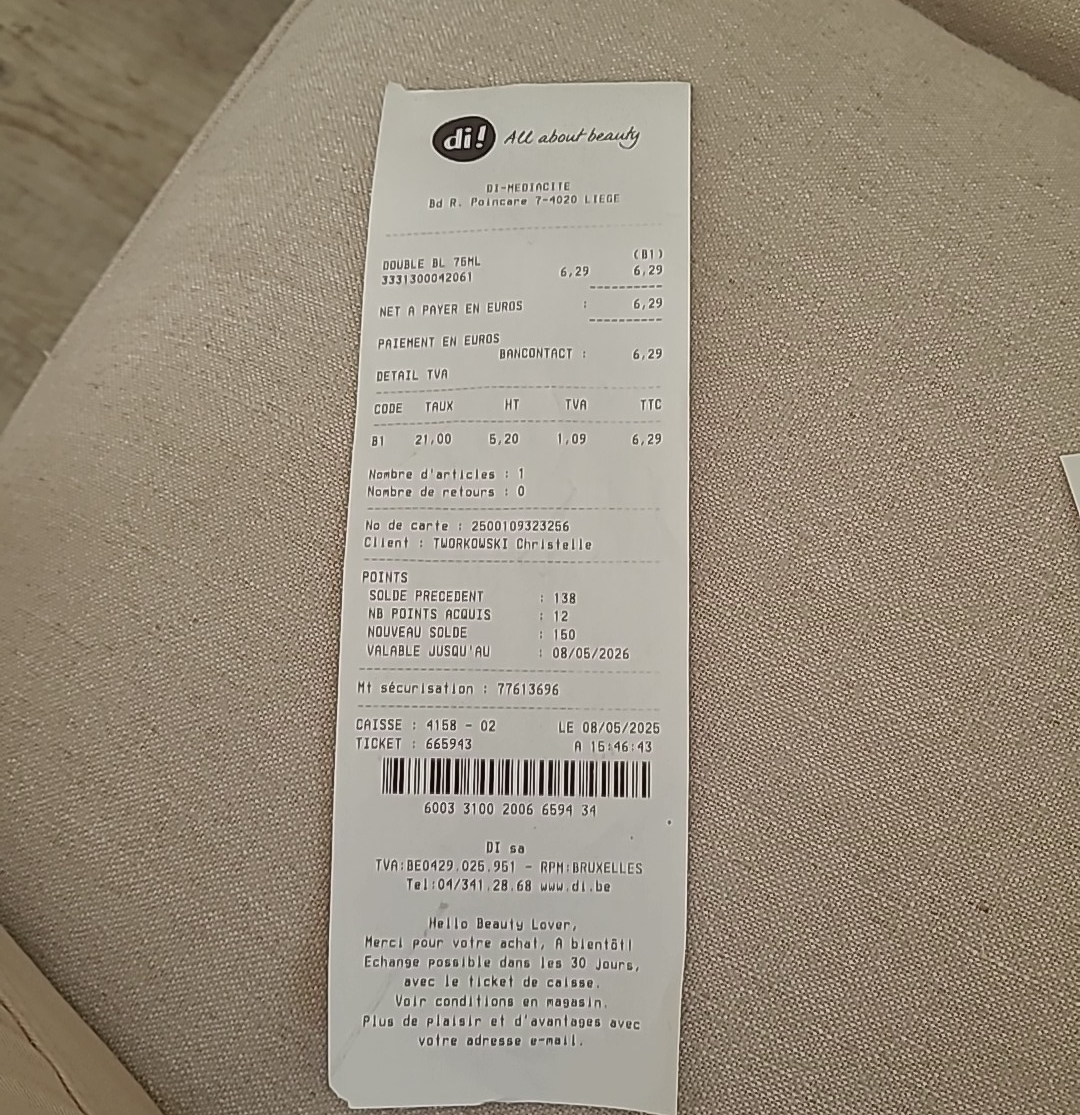 di! All about beauty
DI-MEDIACITE
Bd R. Poincare 7-4020 LIEGE
(B1)
DOUBLE BL 75ML
3331300042061 6,29 6,29
NET A PAYER EN EUROS : 6,29
PAIEMENT EN EUROS
BANCONTACT : 6,29
DETAIL TVA
CODE TAUX HT TVA TTC
B1 21,00 5,20 1,09 6,29
Nombre d'articles : 1
Nombre de retours : 0
No de carte : 2500109323256
Client : TWORKOWSKI Christelle
POINTS
SOLDE PRECEDENT : 138
NB POINTS ACQUIS : 12
NOUVEAU SOLDE : 150
VALABLE JUSQU'AU : 08/05/2026
Mt sécurisation : 77613696
CAISSE : 4158 - 02 LE 08/05/2025
TICKET : 665943 A 15:46:43
6003 3100 2006 6594 34
DI sa
TVA:BE0429.025.951 - RPM:BRUXELLES
Tel:04/341.28.68 www.di.be
Hello Beauty Lover,
Merci pour votre achat, A bientôt!
Echange possible dans les 30 jours,
avec le ticket de caisse.
Voir conditions en magasin.
Plus de plaisir et d'avantages avec
votre adresse e-mail.